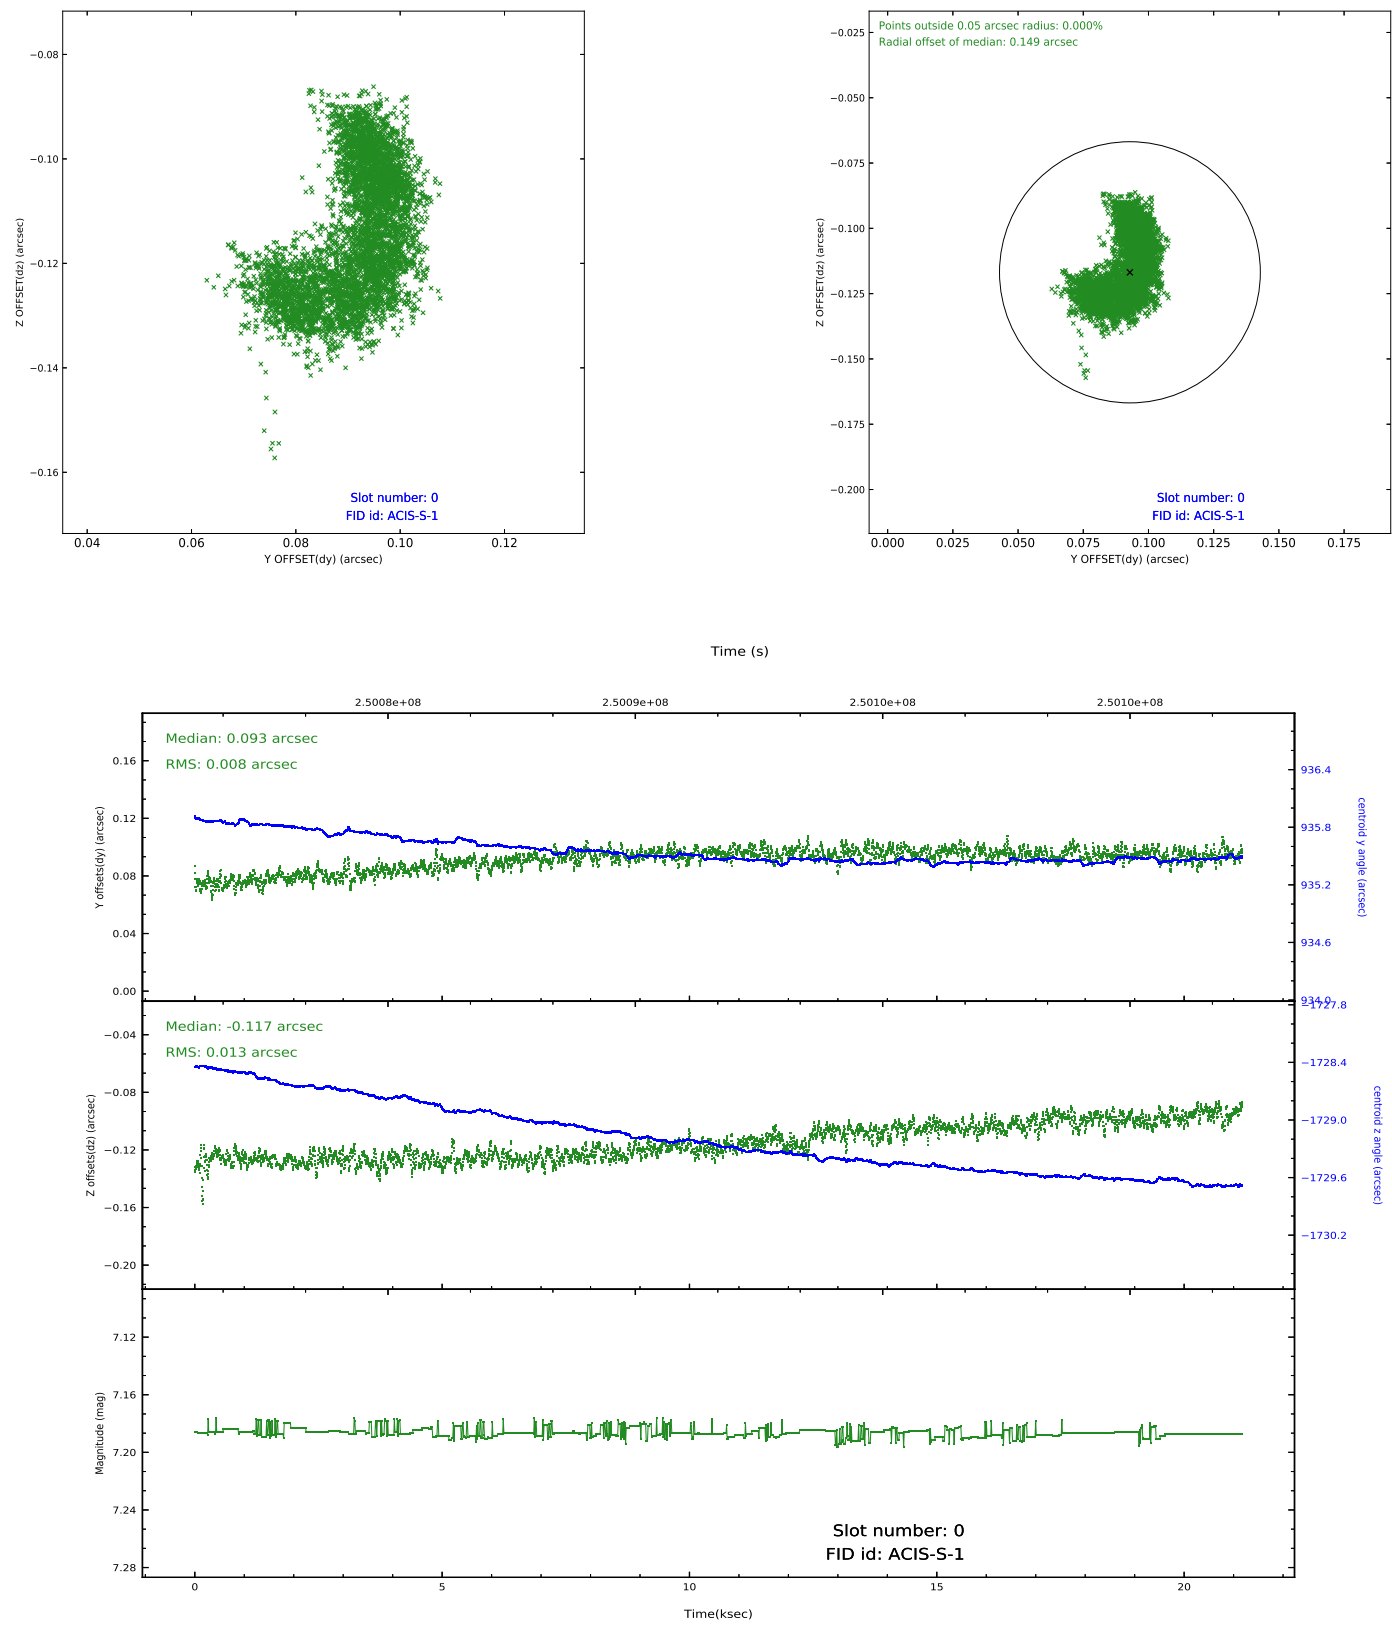 −0.08
−0.10
−0.12
−0.14
−0.16
Z OFFSET(dz) (arcsec)
Slot number: 0
FID id: ACIS-S-1
0.04
0.06
0.08
0.10
0.12
Y OFFSET(dy) (arcsec)
Points outside 0.05 arcsec radius: 0.000%
Radial offset of median: 0.149 arcsec
−0.025
−0.050
−0.075
−0.100
−0.125
−0.150
−0.175
−0.200
Z OFFSET(dz) (arcsec)
Slot number: 0
FID id: ACIS-S-1
0.000
0.025
0.050
0.075
0.100
0.125
0.150
0.175
Y OFFSET(dy) (arcsec)
Time (s)
2.5008e+08
2.5009e+08
2.5010e+08
2.5010e+08
Median: 0.093 arcsec
RMS: 0.008 arcsec
0.16
0.12
0.08
0.04
0.00
Y offsets(dy) (arcsec)
936.4
935.8
935.2
934.6
934.0
centroid y angle (arcsec)
Median: -0.117 arcsec
RMS: 0.013 arcsec
−0.04
−0.08
−0.12
−0.16
−0.20
Z offsets(dz) (arcsec)
−1727.8
−1728.4
−1729.0
−1729.6
−1730.2
centroid z angle (arcsec)
7.12
7.16
7.20
7.24
7.28
Magnitude (mag)
Slot number: 0
FID id: ACIS-S-1
0
5
10
15
20
Time(ksec)